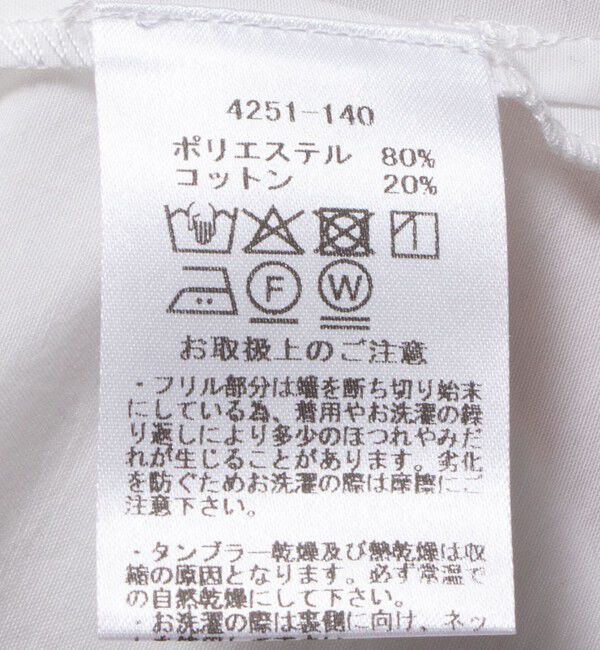 4251-140
ポリエステル 80%
コットン 20%
F W
お取扱上のご注意
・フリル部分は端を断ち切り始末
にしている為、着用やお洗濯の繰
り返しにより多少のほつれやみだ
れが生じることがあります。劣化
を防ぐためお洗濯の際は摩擦にご
注意下さい。
・タンブラー乾燥及び熱乾燥は収
縮の原因となります。必ず常温で
の自然乾燥にして下さい。
・お洗濯の際は裏側に向け、ネッ